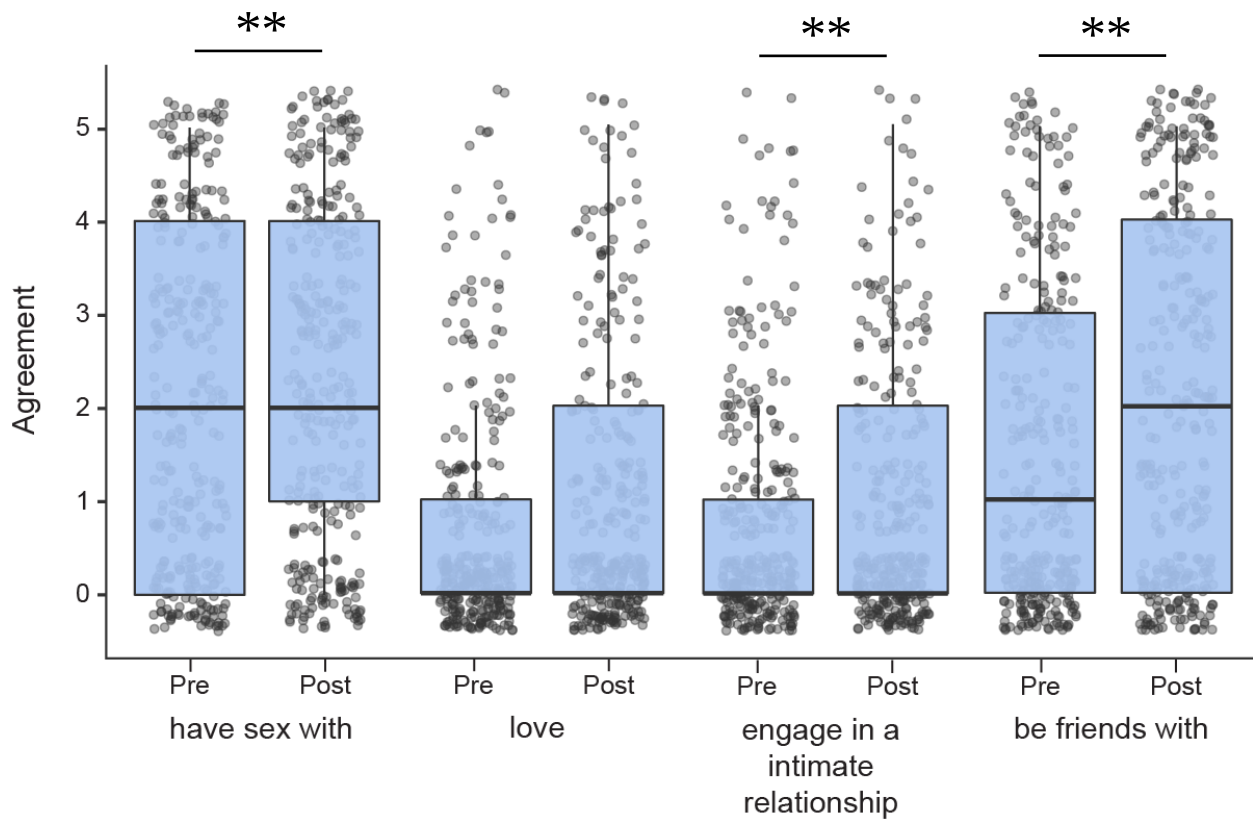 ** ** **
Agreement
5
4
3
2
1
0
Pre Post Pre Post Pre Post Pre Post
have sex with
love
engage in a
intimate
relationship
be friends with